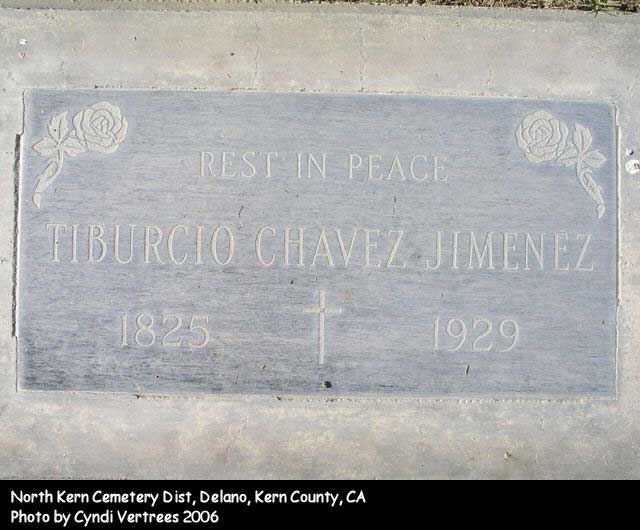 REST IN PEACE
TIBURCIO CHAVEZ JIMENEZ
1825 1929
North Kern Cemetery Dist, Delano, Kern County, CA
Photo by Cyndi Vertrees 2006